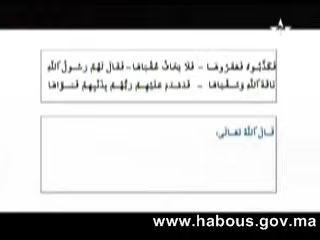 فكذبوه فعقروها - فلا يخاف عقباها - فقال لهم رسول الله
ناقة الله وسقياها - فدمدم عليهم ربهم بذنبهم فسواها
قال الله تعالى:
www.habous.gov.ma